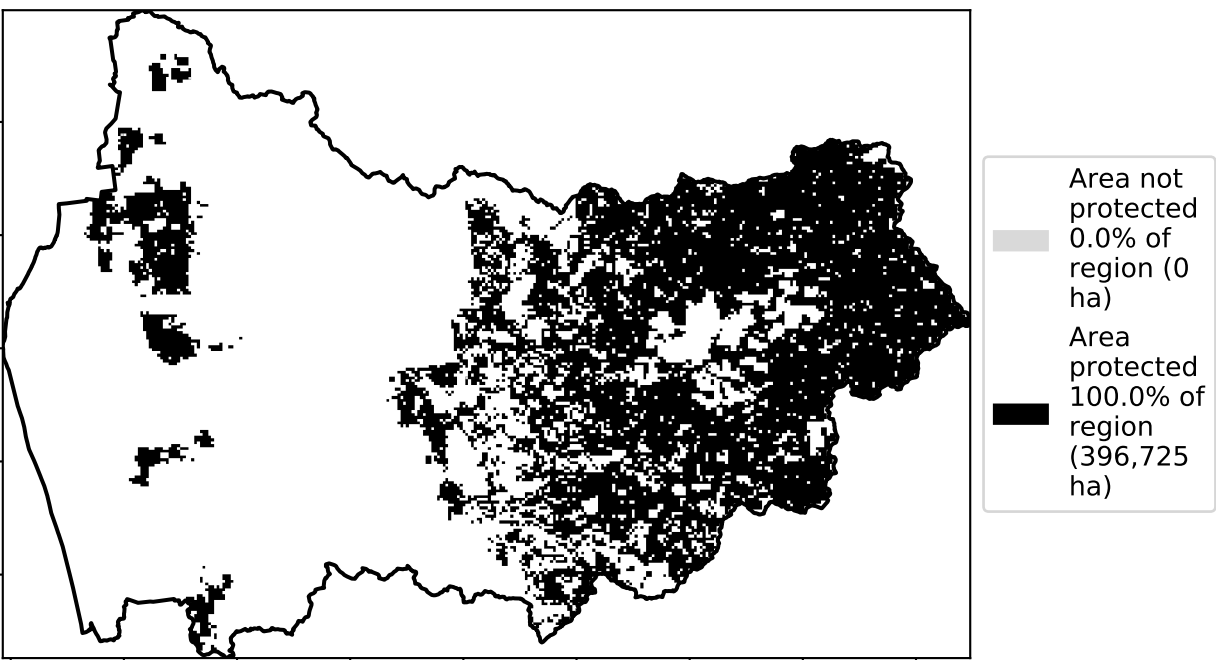 Area not
protected
0.0% of
region (0
ha)
Area
protected
100.0% of
region
(396,725
ha)